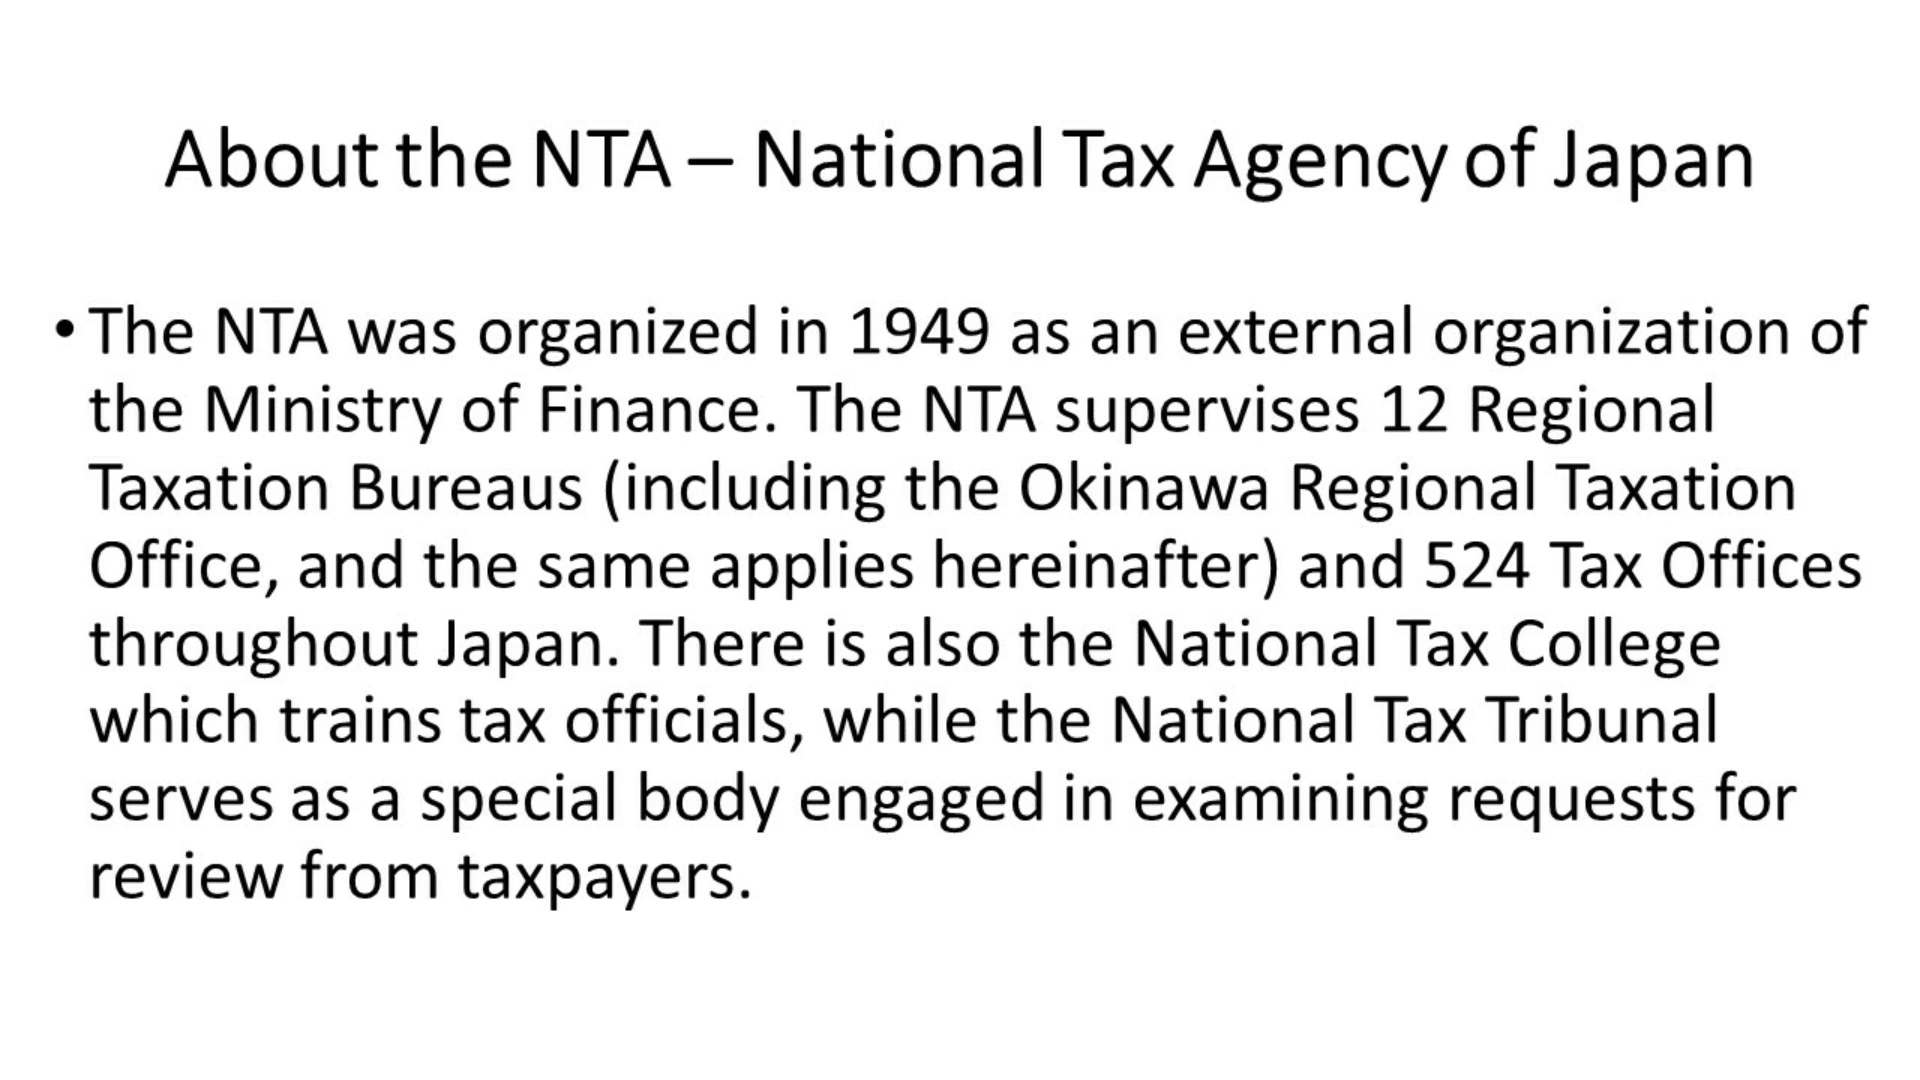 About the NTA – National Tax Agency of Japan
• The NTA was organized in 1949 as an external organization of
the Ministry of Finance. The NTA supervises 12 Regional
Taxation Bureaus (including the Okinawa Regional Taxation
Office, and the same applies hereinafter) and 524 Tax Offices
throughout Japan. There is also the National Tax College
which trains tax officials, while the National Tax Tribunal
serves as a special body engaged in examining requests for
review from taxpayers.